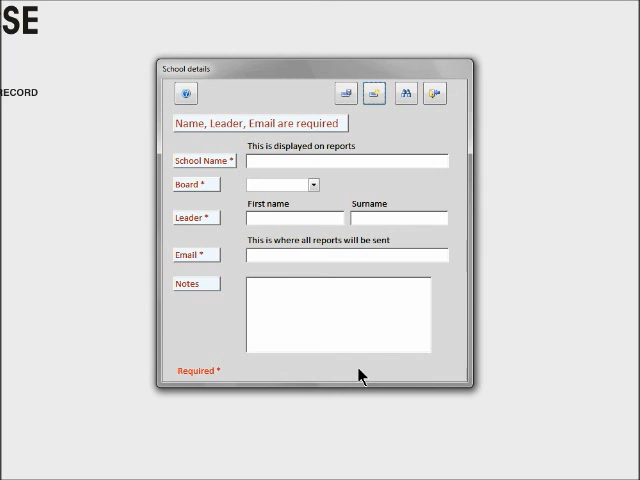 SE
RECORD
School details
Name, Leader, Email are required
This is displayed on reports
School Name *
Board *
First name Surname
Leader *
This is where all reports will be sent
Email *
Notes
Required *